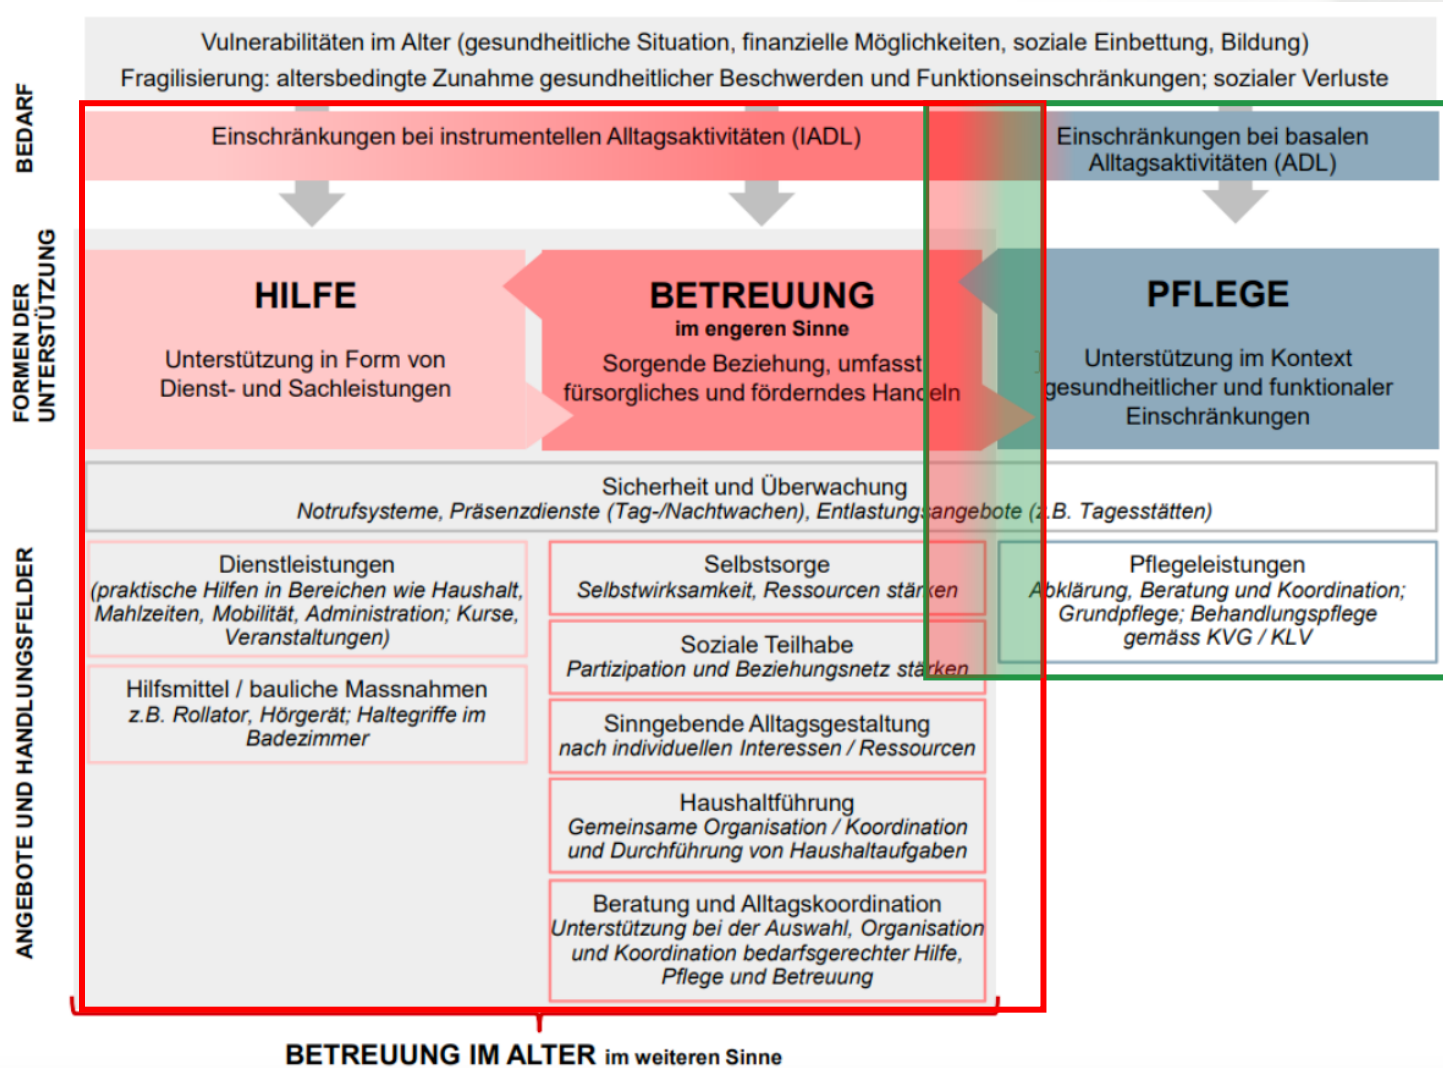 Vulnerabilitäten im Alter (gesundheitliche Situation, finanzielle Möglichkeiten, soziale Einbettung, Bildung)
Fragilisierung: altersbedingte Zunahme gesundheitlicher Beschwerden und Funktionseinschränkungen; sozialer Verluste
BEDARF
Einschränkungen bei instrumentellen Alltagsaktivitäten (IADL)
Einschränkungen bei basalen
Alltagsaktivitäten (ADL)
FORMEN DER
UNTERSTÜTZUNG
HILFE
Unterstützung in Form von
Dienst- und Sachleistungen
BETREUUNG
im engeren Sinne
Sorgende Beziehung, umfasst
fürsorgliches und förderndes Handeln
PFLEGE
Unterstützung im Kontext
gesundheitlicher und funktionaler
Einschränkungen
ANGEBOTE UND HANDLUNGSFELDER
Sicherheit und Überwachung
Notrufsysteme, Präsenzdienste (Tag-/Nachtwachen), Entlastungsangebote (z.B. Tagesstätten)
Dienstleistungen
(praktische Hilfen in Bereichen wie Haushalt,
Mahlzeiten, Mobilität, Administration; Kurse,
Veranstaltungen)
Hilfsmittel / bauliche Massnahmen
z.B. Rollator, Hörgerät; Haltegriffe im
Badezimmer
Selbstsorge
Selbstwirksamkeit, Ressourcen stärken
Soziale Teilhabe
Partizipation und Beziehungsnetz stärken
Sinngebende Alltagsgestaltung
nach individuellen Interessen / Ressourcen
Haushaltführung
Gemeinsame Organisation / Koordination
und Durchführung von Haushaltaufgaben
Beratung und Alltagskoordination
Unterstützung bei der Auswahl, Organisation
und Koordination bedarfsgerechter Hilfe,
Pflege und Betreuung
Pflegeleistungen
Abklärung, Beratung und Koordination;
Grundpflege; Behandlungspflege
gemäss KVG / KLV
BETREUUNG IM ALTER im weiteren Sinne